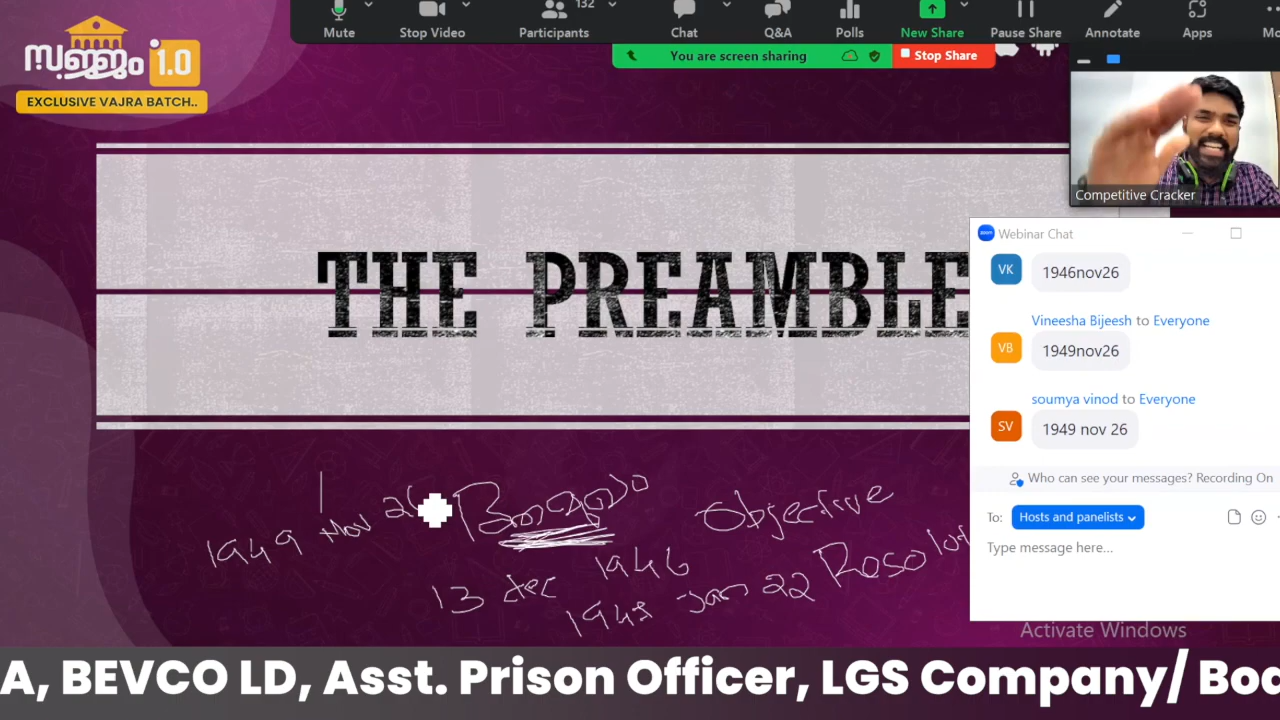 Mute
Stop Video
132
Participants
Chat
Q&A
Polls
New Share
Pause Share
Annotate
Apps
You are screen sharing
Stop Share
i1.0
EXCLUSIVE VAJRA BATCH..
Competitive Cracker
THE PREAMBLE
zoom Webinar Chat
VK
1946nov26
Vineesha Bijeesh to Everyone
VB
1949nov26
soumya vinod to Everyone
SV
1949 nov 26
Who can see your messages? Recording On
To: Hosts and panelists
Type message here...
1949 Nov 26
Objective
13 dec 1946
Jan 22
Activate Windows
A, BEVCO LD, Asst. Prison Officer, LGS Company/